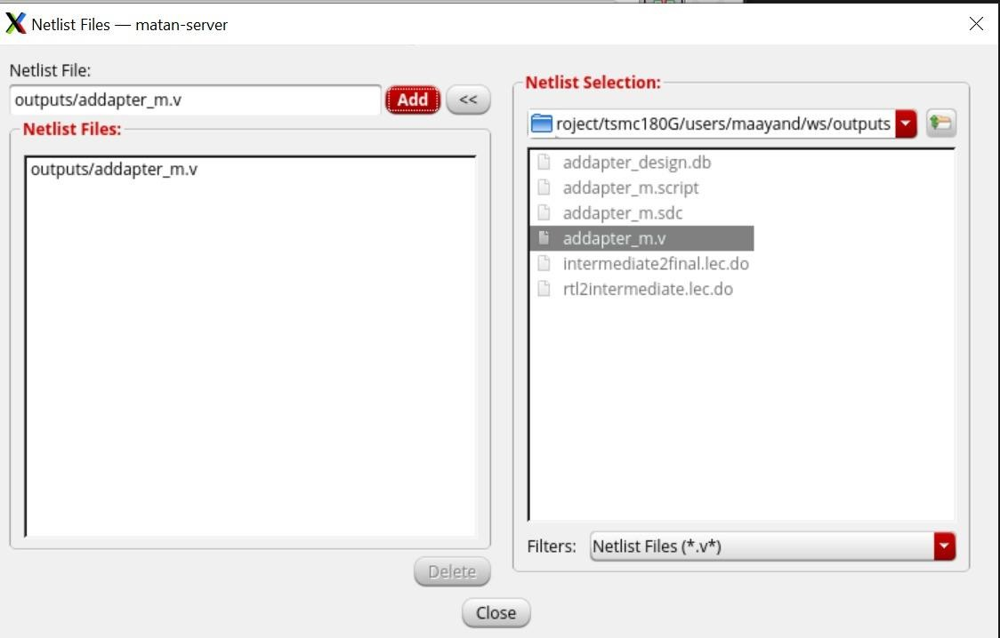 Netlist Files — matan-server
Netlist File:
outputs/addapter_m.v
Add
<<
Netlist Files:
outputs/addapter_m.v
Delete
Netlist Selection:
roject/tsmc180G/users/maayand/ws/outputs
addapter_design.db
addapter_m.script
addapter_m.sdc
addapter_m.v
intermediate2final.lec.do
rtl2intermediate.lec.do
Filters: Netlist Files (*.v*)
Close